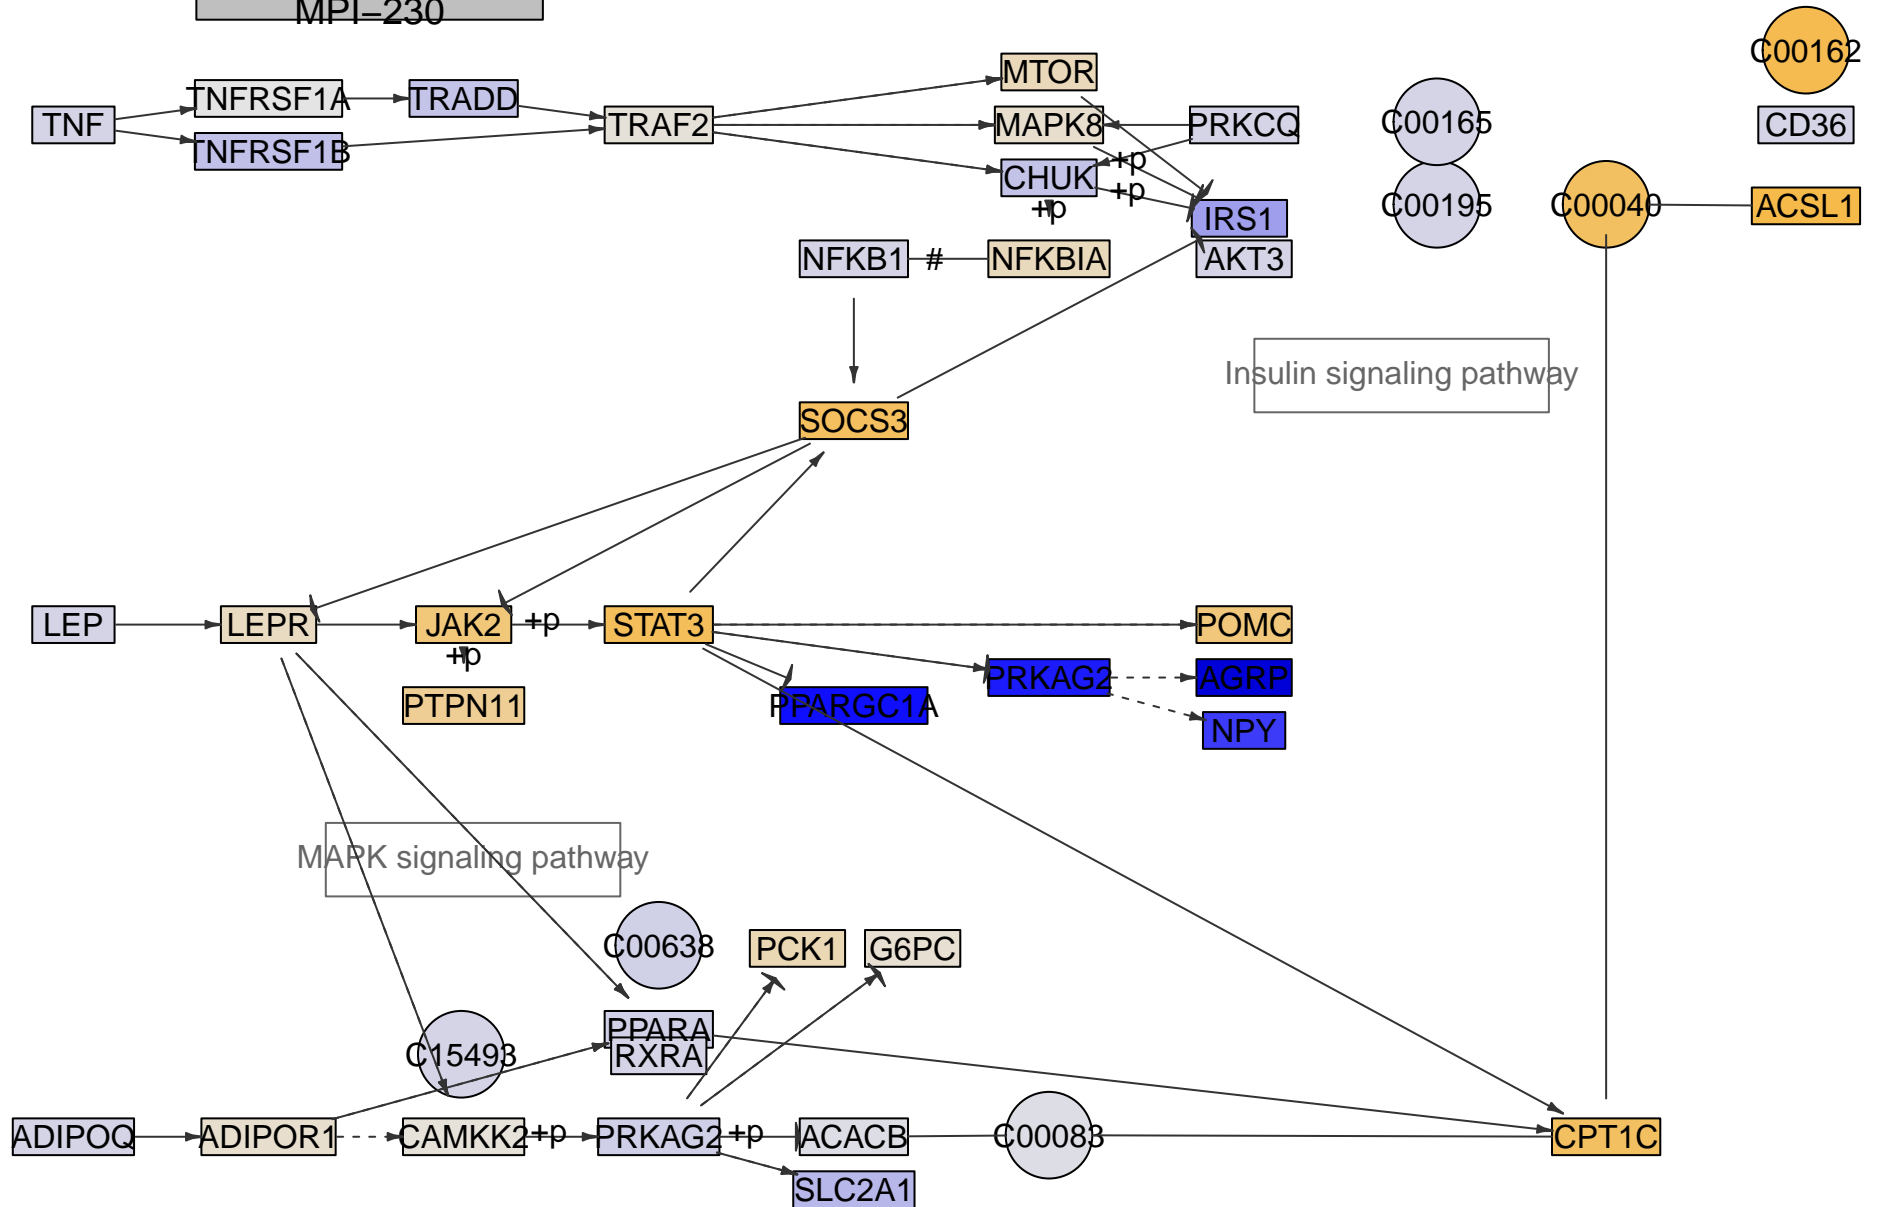 MPI–230
C00162
MTOR
TNFRSF1A
TRADD
TNF
TRAF2
MAPK8
PRKCQ
C00165
CD36
TNFRSF1B
+p
CHUK
+p
+p
IRS1
C00195
C00040
ACSL1
NFKB1
#
NFKBIA
AKT3
Insulin signaling pathway
SOCS3
LEP
LEPR
JAK2
+p
STAT3
POMC
+p
PTPN11
PPARGC1A
PRKAG2
AGRP
NPY
MAPK signaling pathway
C00638
PCK1
G6PC
PPARA
RXRA
C15493
ADIPOQ
ADIPOR1
CAMKK2
+p
PRKAG2
+p
ACACB
C00083
CPT1C
SLC2A1